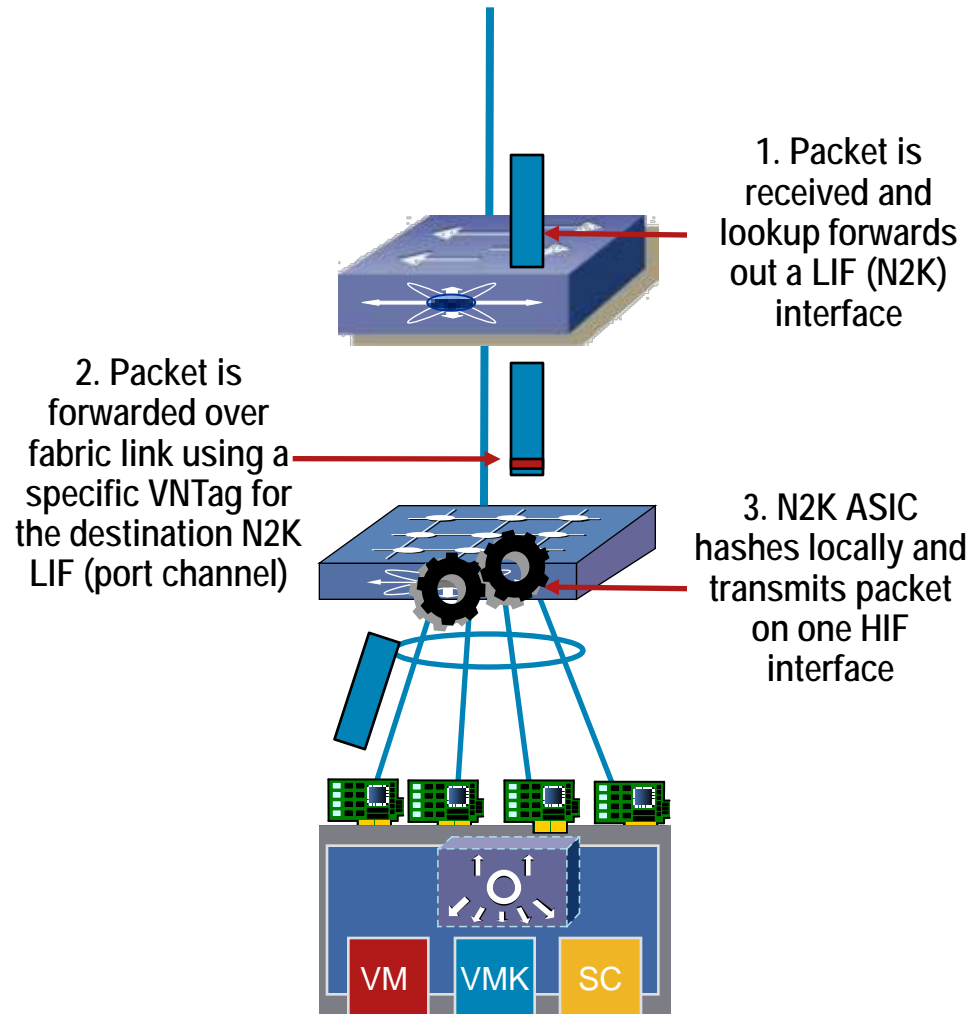 1. Packet is
received and
lookup forwards
out a LIF (N2K)
interface
2. Packet is
forwarded over
fabric link using a
specific VNTag for
the destination N2K
LIF (port channel)
3. N2K ASIC
hashes locally and
transmits packet
on one HIF
interface
VM
VMK
SC